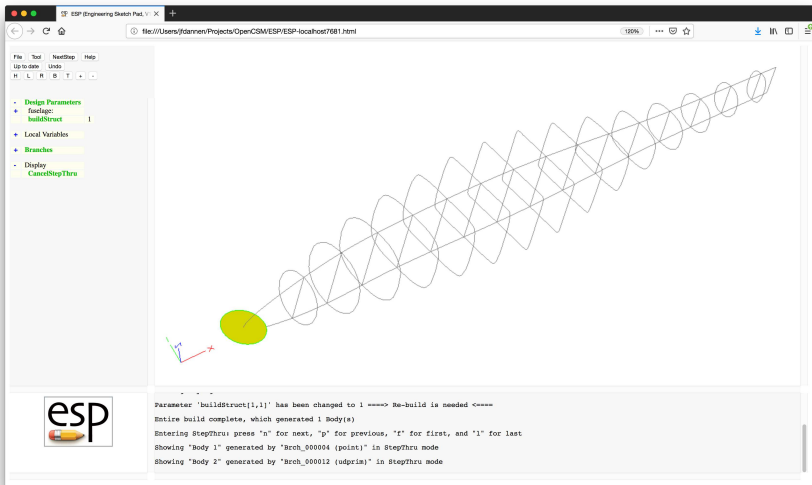 ESP (Engineering Sketch Pad, V
file:///Users/jfdannen/Projects/OpenCSM/ESP/ESP-localhost7681.html
120%
File Tool NextStep Help
Up to date Undo
H L R B T + -
- Design Parameters
+ fuselage:
buildStruct 1
+ Local Variables
+ Branches
- Display
CancelStepThru
x
esp
Parameter 'buildStruct[1,1]' has been changed to 1 ====> Re-build is needed <====
Entire build complete, which generated 1 Body(s)
Entering StepThru: press "n" for next, "p" for previous, "f" for first, and "l" for last
Showing "Body 1" generated by "Brch_000004 (point)" in StepThru mode
Showing "Body 2" generated by "Brch_000012 (udprim)" in StepThru mode